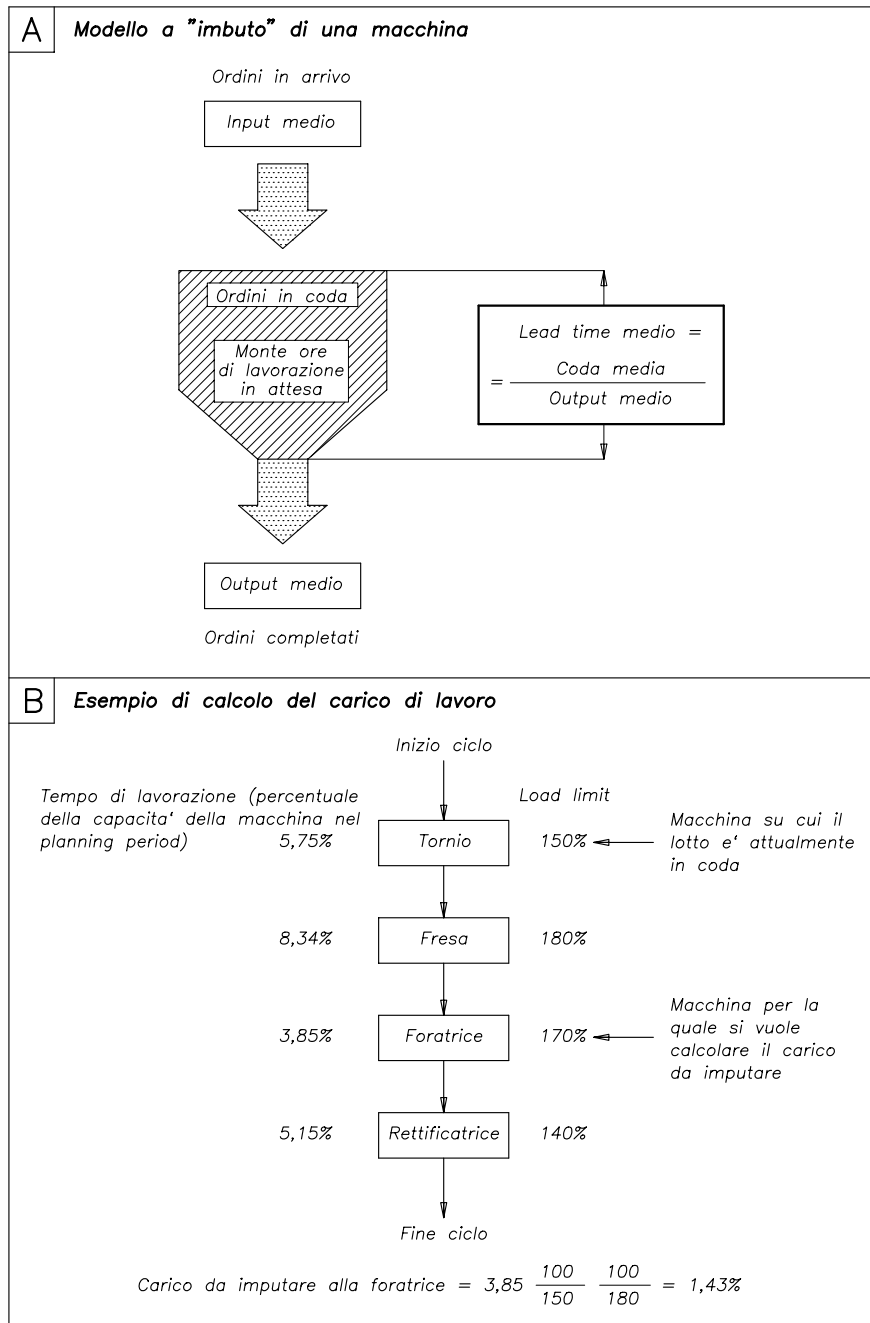 A
Modello a "imbuto" di una macchina
Ordini in arrivo
Input medio
Ordini in coda
Monte ore
di lavorazione
in attesa
Lead time medio =
= Coda media
Output medio
Output medio
Ordini completati
B
Esempio di calcolo del carico di lavoro
Inizio ciclo
Tempo di lavorazione (percentuale
della capacita' della macchina nel
planning period)
Load limit
5,75%
Tornio
150%
Macchina su cui il
lotto e' attualmente
in coda
8,34%
Fresa
180%
3,85%
Foratrice
170%
Macchina per la
quale si vuole
calcolare il carico
da imputare
5,15%
Rettificatrice
140%
Fine ciclo
Carico da imputare alla foratrice = 3,85 100/150 100/180 = 1,43%